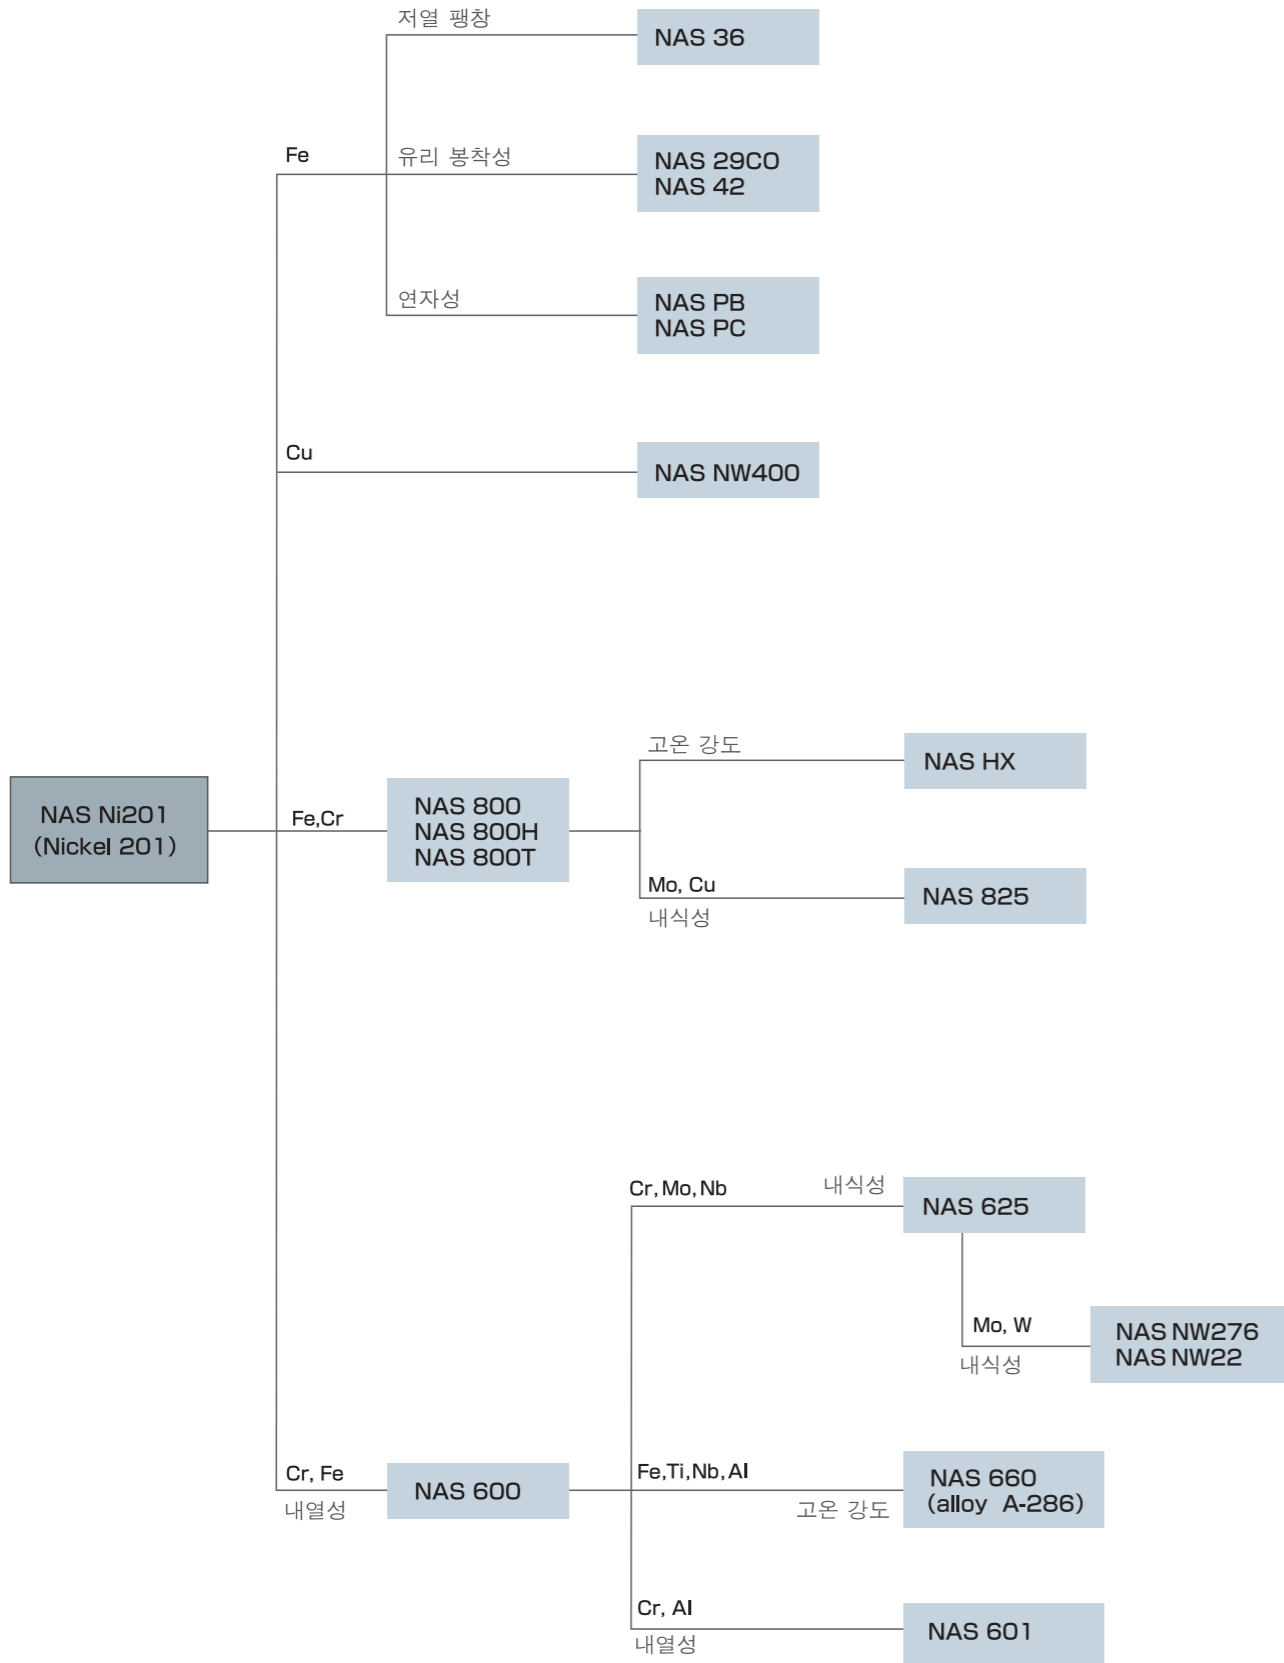 저열 팽창
NAS 36
Fe
유리 봉착성
NAS 29CO
NAS 42
연자성
NAS PB
NAS PC
Cu
NAS NW400
NAS Ni201
(Nickel 201)
Fe,Cr
NAS 800
NAS 800H
NAS 800T
고온 강도
NAS HX
Mo, Cu
내식성
NAS 825
Cr, Mo, Nb
내식성
NAS 625
Mo, W
내식성
NAS NW276
NAS NW22
Cr, Fe
내열성
NAS 600
Fe,Ti,Nb,Al
고온 강도
NAS 660
(alloy A-286)
Cr, Al
내열성
NAS 601